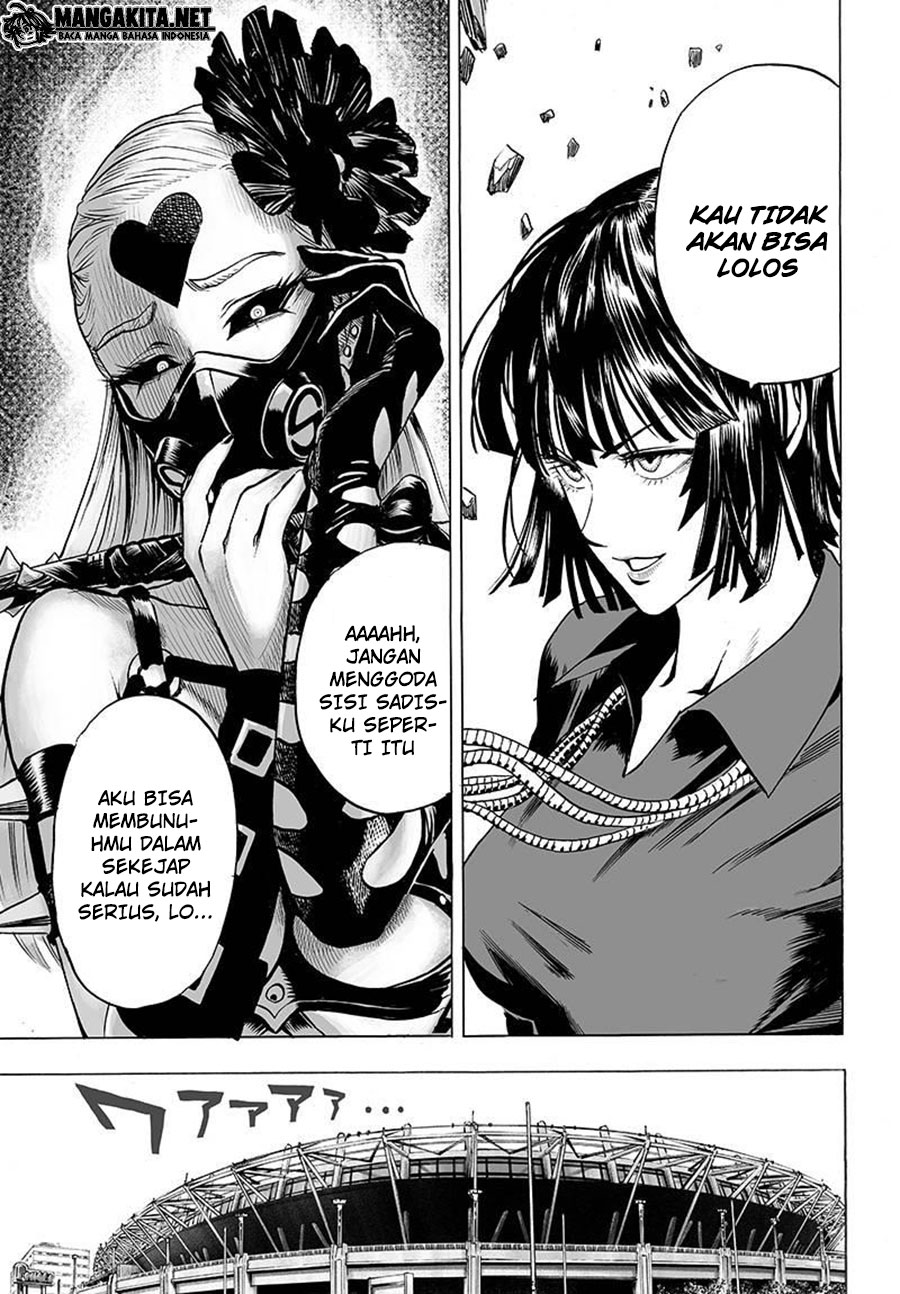 MANGAKITA.NET
BACA MANGA BAHASA INDONESIA
KAU TIDAK
AKAN BISA
LOLOS
AAAAHH,
JANGAN
MENGGODA
SISI SADIS-
KU SEPER-
TI ITU
AKU BISA
MEMBUNU-
HMU DALAM
SEKEJAP
KALAU SUDAH
SERIUS, LO...
ワァァァァ...